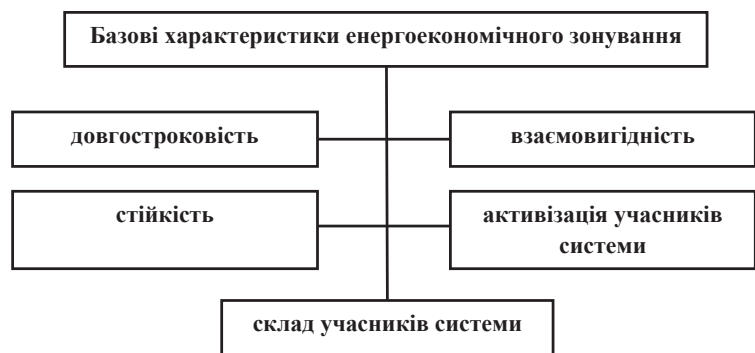 Базові характеристики енергоекономічного зонування
довгостроковість
взаємовигідність
стійкість
активізація учасників
системи
склад учасників системи